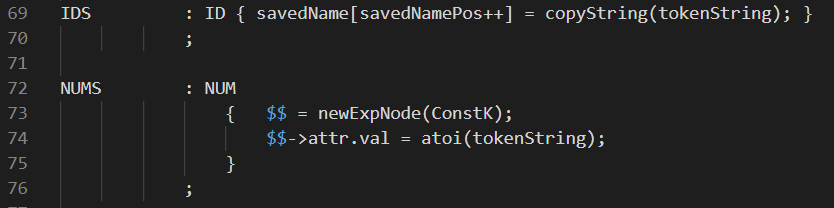 69 IDS : ID { savedName[savedNamePos++] = copyString(tokenString); }
70 ;
71
72 NUMS : NUM
73 { $$ = newExpNode(ConstK);
74 $$->attr.val = atoi(tokenString);
75 }
76 ;